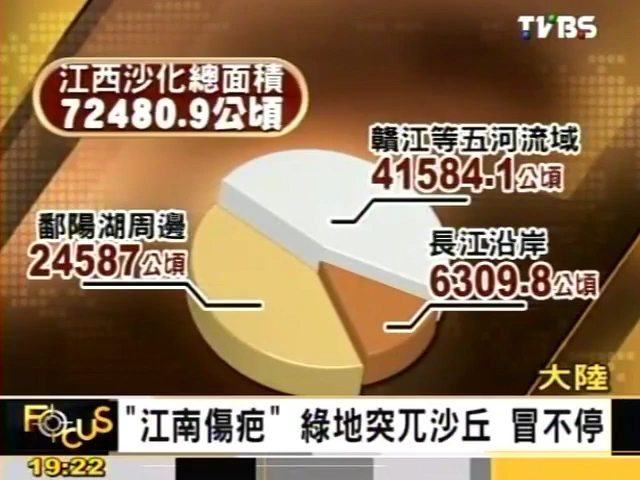 TVBS
江西沙化總面積
72480.9公頃
贛江等五河流域
41584.1公頃
鄱陽湖周邊
24587公頃
長江沿岸
6309.8公頃
大陸
FOCUS
"江南傷疤" 綠地突兀沙丘 冒不停
19:22